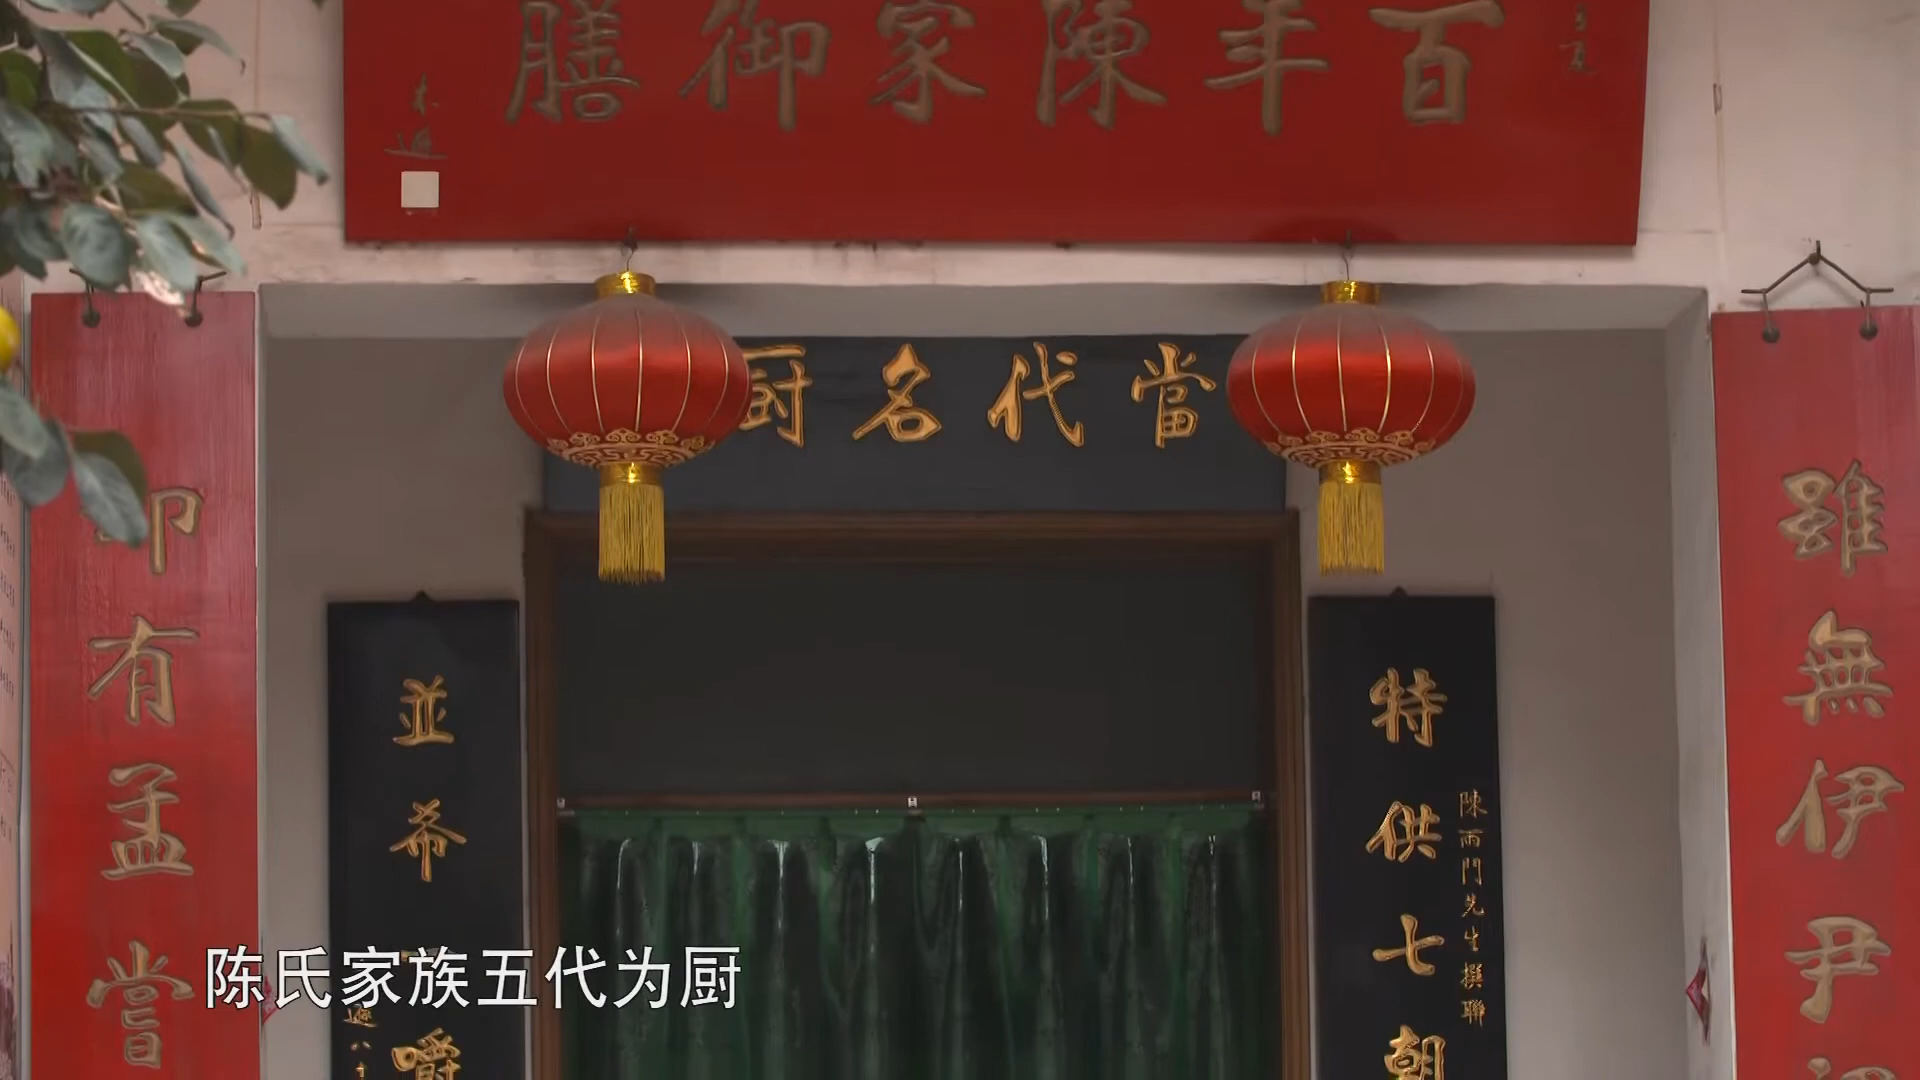 百年陳家御膳
當代名厨
雖無伊尹
有孟嘗
特供七朝
陳雨門先生撰聯
並希
嚼
陈氏家族五代为厨